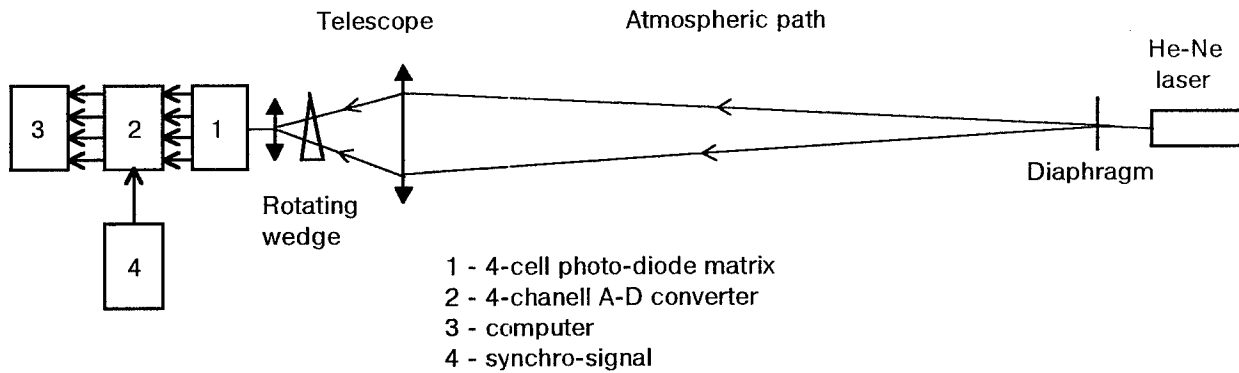 Telescope
Atmospheric path
He-Ne
laser
3
2
1
Diaphragm
Rotating
wedge
4
1 - 4-cell photo-diode matrix
2 - 4-chanell A-D converter
3 - computer
4 - synchro-signal